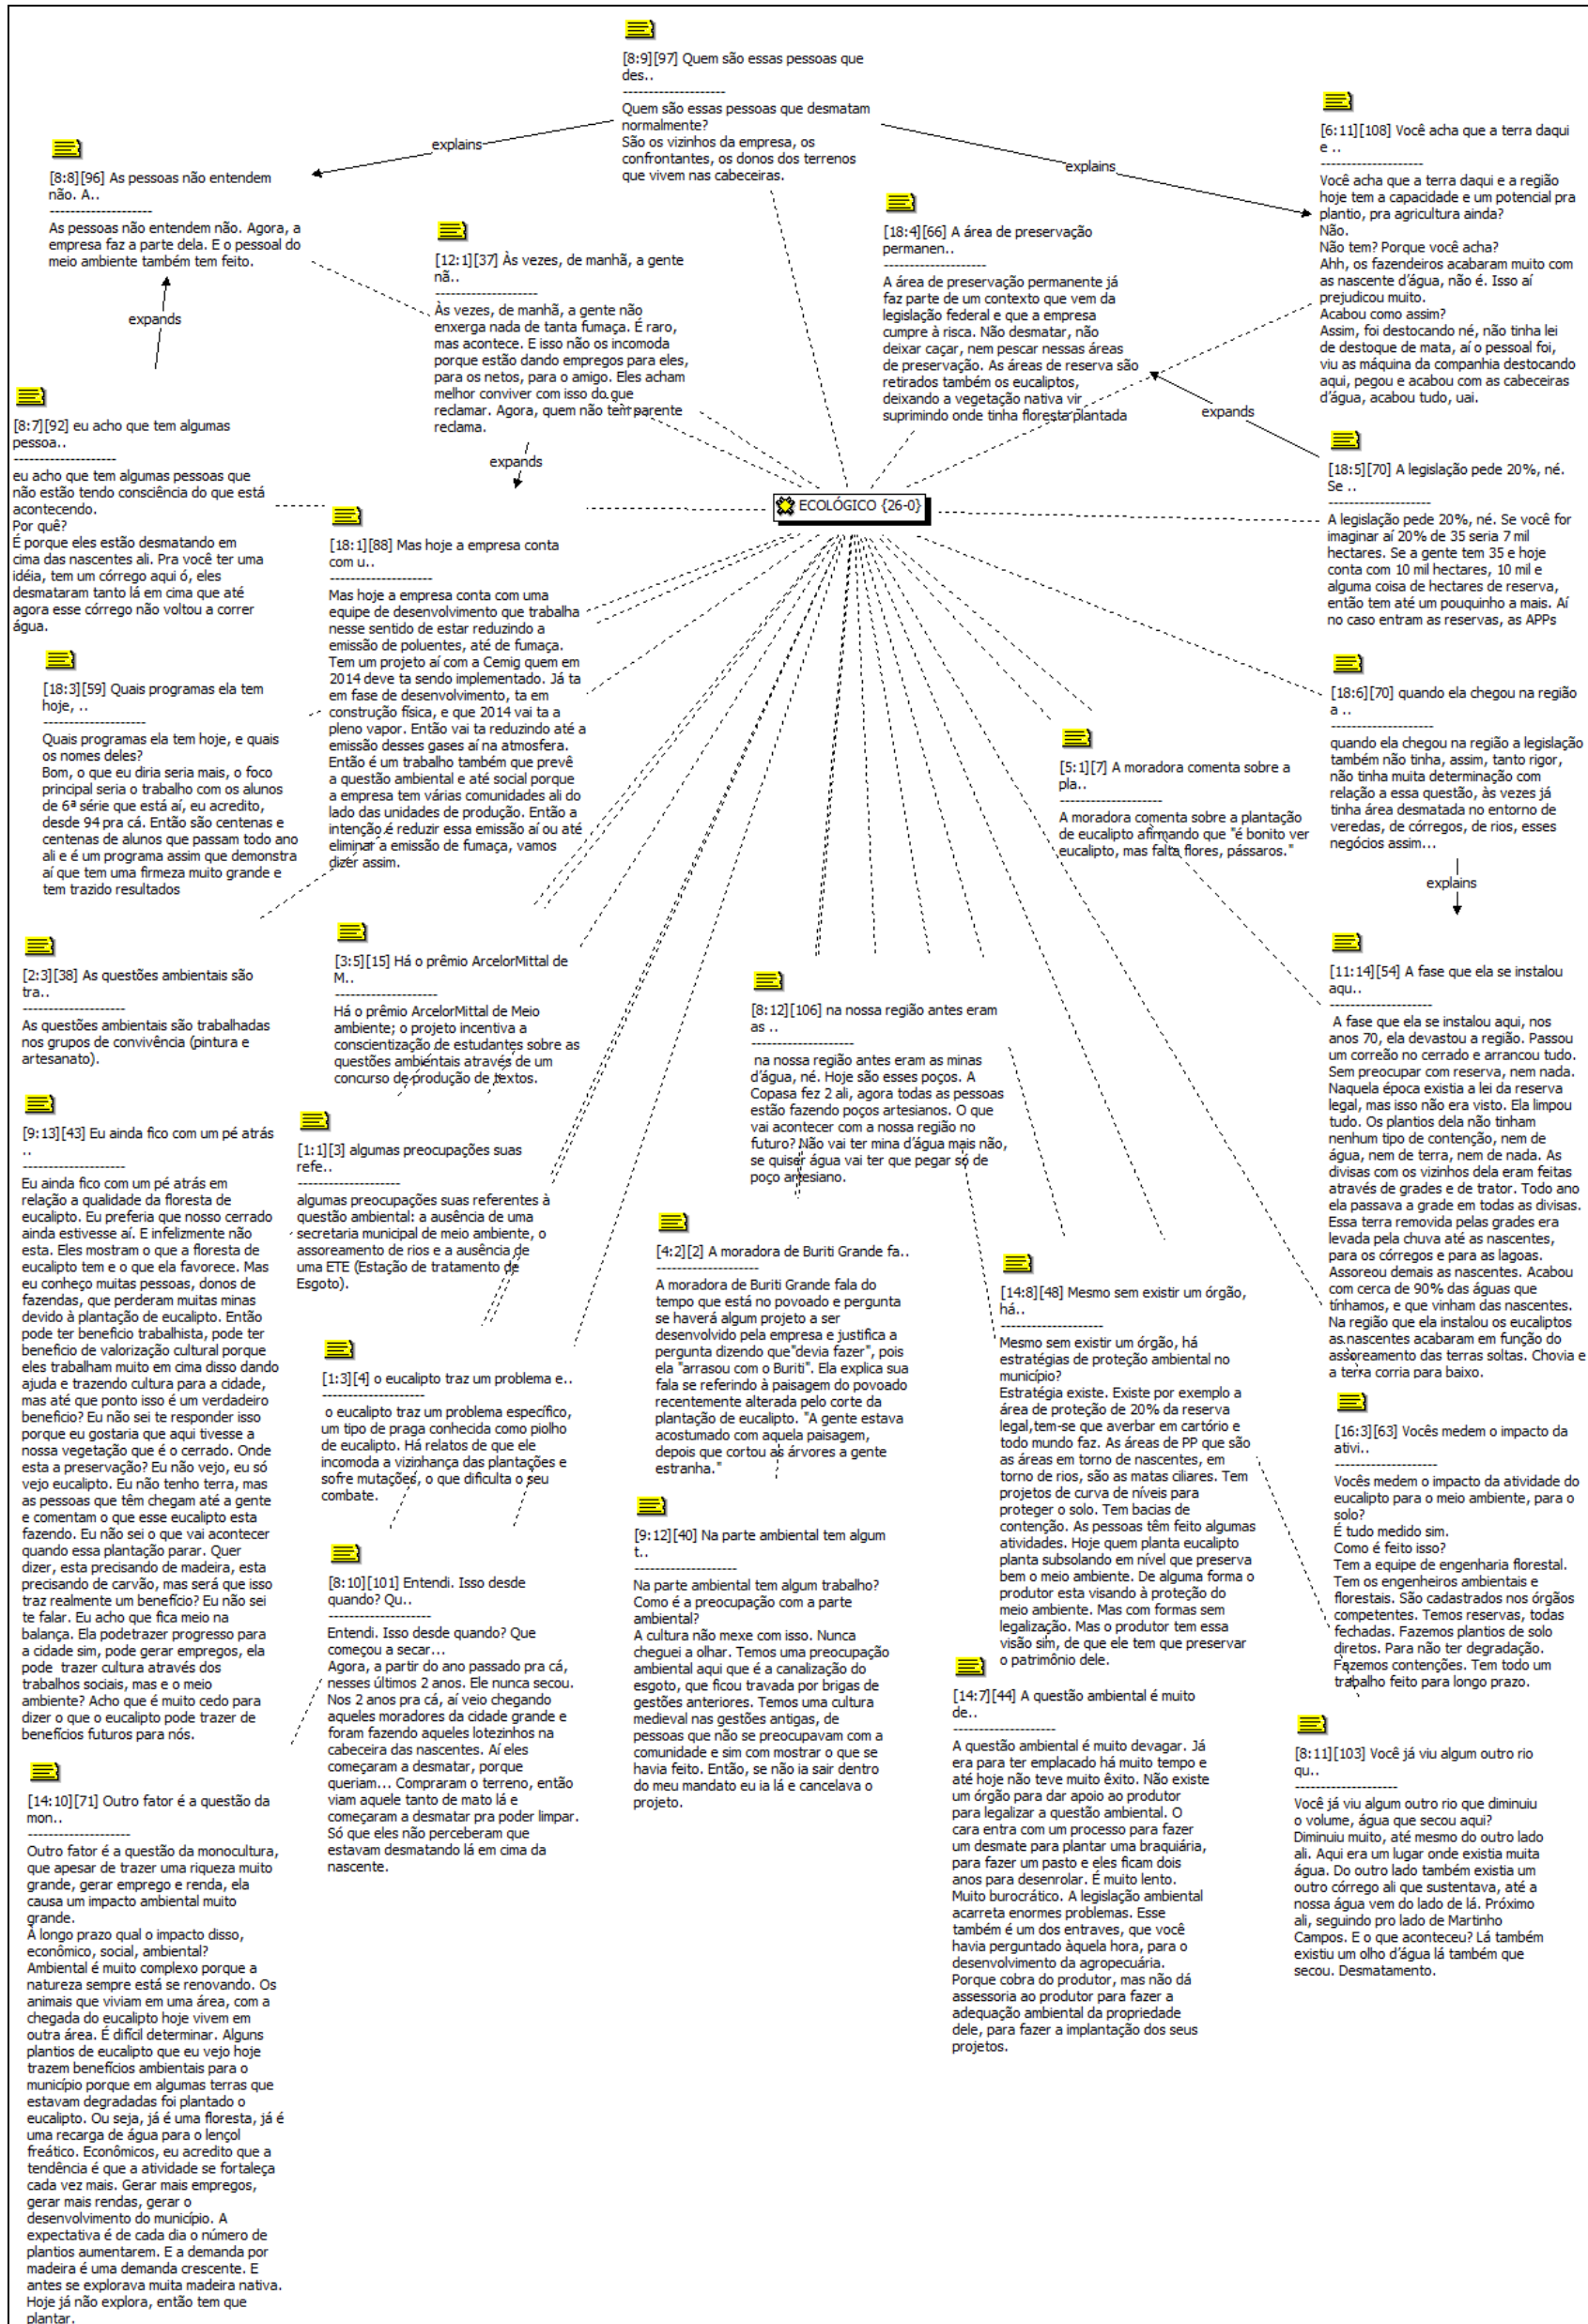 [8:9][97] Quem são essas pessoas que
des..
--------------------
Quem são essas pessoas que desmatam
normalmente?
São os vizinhos da empresa, os
confrontantes, os donos dos terrenos
que vivem nas cabeceiras.
explains
explains
[6:11][108] Você acha que a terra daqui
e ..
--------------------
Você acha que a terra daqui e a região
hoje tem a capacidade e um potencial pra
plantio, pra agricultura ainda?
Não.
Não tem? Porque você acha?
Ahh, os fazendeiros acabaram muito com
as nascente d'água, não é. Isso aí
prejudicou muito.
Acabou como assim?
Assim, foi destocando né, não tinha lei
de destoque de mata, aí o pessoal foi,
viu as máquina da companhia destocando
aqui, pegou e acabou com as cabeceiras
d'água, acabou tudo, uai.
[8:8][96] As pessoas não entendem
não. A..
--------------------
As pessoas não entendem não. Agora, a
empresa faz a parte dela. E o pessoal do
meio ambiente também tem feito.
expands
[12:1][37] Às vezes, de manhã, a gente
nã..
--------------------
Às vezes, de manhã, a gente não
enxerga nada de tanta fumaça. É raro,
mas acontece. E isso não os incomoda
porque estão dando empregos para eles,
para os netos, para o amigo. Eles acham
melhor conviver com isso do que
reclamar. Agora, quem não tem parente
reclama.
expands
[18:4][66] A área de preservação
permanen..
--------------------
A área de preservação permanente já
faz parte de um contexto que vem da
legislação federal e que a empresa
cumpre à risca. Não desmatar, não
deixar caçar, nem pescar nessas áreas
de preservação. As áreas de reserva são
retirados também os eucaliptos,
deixando a vegetação nativa vir
suprimindo onde tinha floresta plantada
expands
[8:7][92] eu acho que tem algumas
pessoa..
--------------------
eu acho que tem algumas pessoas que
não estão tendo consciência do que está
acontecendo.
Por quê?
É porque eles estão desmatando em
cima das nascentes ali. Pra você ter uma
idéia, tem um córrego aqui ó, eles
desmataram tanto lá em cima que até
agora esse córrego não voltou a correr
água.
ECOLÓGICO {26-0}
[18:5][70] A legislação pede 20%, né.
Se ..
--------------------
A legislação pede 20%, né. Se você for
imaginar aí 20% de 35 seria 7 mil
hectares. Se a gente tem 35 e hoje
conta com 10 mil hectares, 10 mil e
alguma coisa de hectares de reserva,
então tem até um pouquinho a mais. Aí
no caso entram as reservas, as APPs
[18:1][88] Mas hoje a empresa conta
com u..
--------------------
Mas hoje a empresa conta com uma
equipe de desenvolvimento que trabalha
nesse sentido de estar reduzindo a
emissão de poluentes, até de fumaça.
Tem um projeto aí com a Cemig quem em
2014 deve ta sendo implementado. Já ta
em fase de desenvolvimento, ta em
construção física, e que 2014 vai ta a
pleno vapor. Então vai ta reduzindo até a
emissão desses gases aí na atmosfera.
Então é um trabalho também que prevê
a questão ambiental e até social porque
a empresa tem várias comunidades ali do
lado das unidades de produção. Então a
intenção é reduzir essa emissão aí ou até
eliminar a emissão de fumaça, vamos
dizer assim.
[18:3][59] Quais programas ela tem
hoje, ..
--------------------
Quais programas ela tem hoje, e quais
os nomes deles?
Bom, o que eu diria seria mais, o foco
principal seria o trabalho com os alunos
de 6ª série que está aí, eu acredito,
desde 94 pra cá. Então são centenas e
centenas de alunos que passam todo ano
ali e é um programa assim que demonstra
aí que tem uma firmeza muito grande e
tem trazido resultados
[18:6][70] quando ela chegou na região
a ..
--------------------
quando ela chegou na região a legislação
também não tinha, assim, tanto rigor,
não tinha muita determinação com
relação a essa questão, às vezes já
tinha área desmatada no entorno de
veredas, de córregos, de rios, esses
negócios assim...
explains
[5:1][7] A moradora comenta sobre a
pla..
--------------------
A moradora comenta sobre a plantação
de eucalipto afirmando que "é bonito ver
eucalipto, mas falta flores, pássaros."
[2:3][38] As questões ambientais são
tra..
--------------------
As questões ambientais são trabalhadas
nos grupos de convivência (pintura e
artesanato).
[3:5][15] Há o prêmio ArcelorMittal de
M..
--------------------
Há o prêmio ArcelorMittal de Meio
ambiente; o projeto incentiva a
conscientização de estudantes sobre as
questões ambientais através de um
concurso de produção de textos.
[8:12][106] na nossa região antes eram
as ..
--------------------
na nossa região antes eram as minas
d'água, né. Hoje são esses poços. A
Copasa fez 2 ali, agora todas as pessoas
estão fazendo poços artesianos. O que
vai acontecer com a nossa região no
futuro? Não vai ter mina d'água mais não,
se quiser água vai ter que pegar só de
poço artesiano.
[11:14][54] A fase que ela se instalou
aqu..
--------------------
A fase que ela se instalou aqui, nos
anos 70, ela devastou a região. Passou
um correão no cerrado e arrancou tudo.
Sem preocupar com reserva, nem nada.
Naquela época existia a lei da reserva
legal, mas isso não era visto. Ela limpou
tudo. Os plantios dela não tinham
nenhum tipo de contenção, nem de
água, nem de terra, nem de nada. As
divisas com os vizinhos dela eram feitas
através de grades e de trator. Todo ano
ela passava a grade em todas as divisas.
Essa terra removida pelas grades era
levada pela chuva até as nascentes,
para os córregos e para as lagoas.
Assoreou demais as nascentes. Acabou
com cerca de 90% das águas que
tínhamos, e que vinham das nascentes.
Na região que ela instalou os eucaliptos
as nascentes acabaram em função do
assoreamento das terras soltas. Chovia e
a terra corria para baixo.
[9:13][43] Eu ainda fico com um pé atrás
..
--------------------
Eu ainda fico com um pé atrás em
relação a qualidade da floresta de
eucalipto. Eu preferia que nosso cerrado
ainda estivesse aí. E infelizmente não
esta. Eles mostram o que a floresta de
eucalipto tem e o que ela favorece. Mas
eu conheço muitas pessoas, donos de
fazendas, que perderam muitas minas
devido à plantação de eucalipto. Então
pode ter beneficio trabalhista, pode ter
beneficio de valorização cultural porque
eles trabalham muito em cima disso dando
ajuda e trazendo cultura para a cidade,
mas até que ponto isso é um verdadeiro
beneficio? Eu não sei te responder isso
porque eu gostaria que aqui tivesse a
nossa vegetação que é o cerrado. Onde
esta a preservação? Eu não vejo, eu só
vejo eucalipto. Eu não tenho terra, mas
as pessoas que têm chegam até a gente
e comentam o que esse eucalipto esta
fazendo. Eu não sei o que vai acontecer
quando essa plantação parar. Quer
dizer, esta precisando de madeira, esta
precisando de carvão, mas será que isso
traz realmente um benefício? Eu não sei
te falar. Eu acho que fica meio na
balança. Ela podetrazer progresso para
a cidade sim, pode gerar empregos, ela
pode  trazer cultura através dos
trabalhos sociais, mas e o meio
ambiente? Acho que é muito cedo para
dizer o que o eucalipto pode trazer de
benefícios futuros para nós.
[1:1][3] algumas preocupações suas
refe..
--------------------
algumas preocupações suas referentes à
questão ambiental: a ausência de uma
secretaria municipal de meio ambiente, o
assoreamento de rios e a ausência de
uma ETE (Estação de tratamento de
Esgoto).
[4:2][2] A moradora de Buriti Grande fa..
--------------------
A moradora de Buriti Grande fala do
tempo que está no povoado e pergunta
se haverá algum projeto a ser
desenvolvido pela empresa e justifica a
pergunta dizendo que"devia fazer", pois
ela "arrasou com o Buriti". Ela explica sua
fala se referindo à paisagem do povoado
recentemente alterada pelo corte da
plantação de eucalipto. "A gente estava
acostumado com aquela paisagem,
depois que cortou as árvores a gente
estranha."
[14:8][48] Mesmo sem existir um órgão,
há..
--------------------
Mesmo sem existir um órgão, há
estratégias de proteção ambiental no
município?
Estratégia existe. Existe por exemplo a
área de proteção de 20% da reserva
legal,tem-se que averbar em cartório e
todo mundo faz. As áreas de PP que são
as áreas em torno de nascentes, em
torno de rios, são as matas ciliares. Tem
projetos de curva de níveis para
proteger o solo. Tem bacias de
contenção. As pessoas têm feito algumas
atividades. Hoje quem planta eucalipto
planta subsolando em nível que preserva
bem o meio ambiente. De alguma forma o
produtor esta visando à proteção do
meio ambiente. Mas com formas sem
legalização. Mas o produtor tem essa
visão sim, de que ele tem que preservar
o patrimônio dele.
[1:3][4] o eucalipto traz um problema e..
--------------------
o eucalipto traz um problema específico,
um tipo de praga conhecida como piolho
de eucalipto. Há relatos de que ele
incomoda a vizinhança das plantações e
sofre mutações, o que dificulta o seu
combate.
[16:3][63] Vocês medem o impacto da
ativi..
--------------------
Vocês medem o impacto da atividade do
eucalipto para o meio ambiente, para o
solo?
É tudo medido sim.
Como é feito isso?
Tem a equipe de engenharia florestal.
Tem os engenheiros ambientais e
florestais. São cadastrados nos órgãos
competentes. Temos reservas, todas
fechadas. Fazemos plantios de solo
diretos. Para não ter degradação.
Fazemos contenções. Tem todo um
trabalho feito para longo prazo.
[9:12][40] Na parte ambiental tem algum
t..
--------------------
Na parte ambiental tem algum trabalho?
Como é a preocupação com a parte
ambiental?
A cultura não mexe com isso. Nunca
cheguei a olhar. Temos uma preocupação
ambiental aqui que é a canalização do
esgoto, que ficou travada por brigas de
gestões anteriores. Temos uma cultura
medieval nas gestões antigas, de
pessoas que não se preocupavam com a
comunidade e sim com mostrar o que se
havia feito. Então, se não ia sair dentro
do meu mandato eu ia lá e cancelava o
projeto.
[8:10][101] Entendi. Isso desde
quando? Qu..
--------------------
Entendi. Isso desde quando? Que
começou a secar...
Agora, a partir do ano passado pra cá,
nesses últimos 2 anos. Ele nunca secou.
Nos 2 anos pra cá, aí veio chegando
aqueles moradores da cidade grande e
foram fazendo aqueles lotezinhos na
cabeceira das nascentes. Aí eles
começaram a desmatar, porque
queriam... Compraram o terreno, então
viam aquele tanto de mato lá e
começaram a desmatar pra poder limpar.
Só que eles não perceberam que
estavam desmatando lá em cima da
nascente.
[14:7][44] A questão ambiental é muito
de..
--------------------
A questão ambiental é muito devagar. Já
era para ter emplacado há muito tempo e
até hoje não teve muito êxito. Não existe
um órgão para dar apoio ao produtor
para legalizar a questão ambiental. O
cara entra com um processo para fazer
um desmate para plantar uma braquiária,
para fazer um pasto e eles ficam dois
anos para desenrolar. É muito lento.
Muito burocrático. A legislação ambiental
acarreta enormes problemas. Esse
também é um dos entraves, que você
havia perguntado àquela hora, para o
desenvolvimento da agropecuária.
Porque cobra do produtor, mas não dá
assessoria ao produtor para fazer a
adequação ambiental da propriedade
dele, para fazer a implantação dos seus
projetos.
[8:11][103] Você já viu algum outro rio
qu..
--------------------
Você já viu algum outro rio que diminuiu
o volume, água que secou aqui?
Diminuiu muito, até mesmo do outro lado
ali. Aqui era um lugar onde existia muita
água. Do outro lado também existia um
outro córrego ali que sustentava, até a
nossa água vem do lado de lá. Próximo
ali, seguindo pro lado de Martinho
Campos. E o que aconteceu? Lá também
existiu um olho d'água lá também que
secou. Desmatamento.
[14:10][71] Outro fator é a questão da
mon..
--------------------
Outro fator é a questão da monocultura,
que apesar de trazer uma riqueza muito
grande, gerar emprego e renda, ela
causa um impacto ambiental muito
grande.
À longo prazo qual o impacto disso,
econômico, social, ambiental?
Ambiental é muito complexo porque a
natureza sempre está se renovando. Os
animais que viviam em uma área, com a
chegada do eucalipto hoje vivem em
outra área. É difícil determinar. Alguns
plantios de eucalipto que eu vejo hoje
trazem benefícios ambientais para o
município porque em algumas terras que
estavam degradadas foi plantado o
eucalipto. Ou seja, já é uma floresta, já é
uma recarga de água para o lençol
freático. Econômicos, eu acredito que a
tendência é que a atividade se fortaleça
cada vez mais. Gerar mais empregos,
gerar mais rendas, gerar o
desenvolvimento do município. A
expectativa é de cada dia o número de
plantios aumentarem. E a demanda por
madeira é uma demanda crescente. E
antes se explorava muita madeira nativa.
Hoje já não explora, então tem que
plantar.